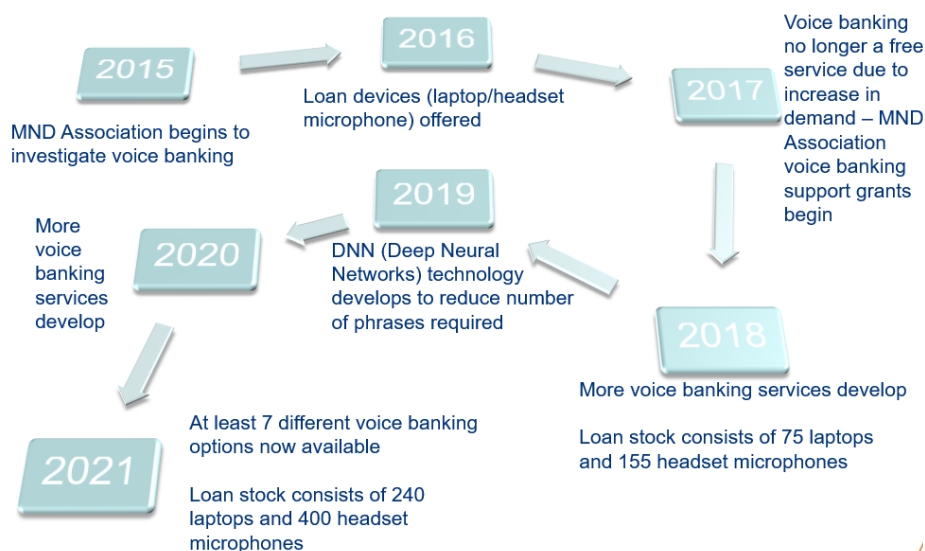 2015
MND Association begins to
investigate voice banking
2016
Loan devices (laptop/headset
microphone) offered
2017
Voice banking
no longer a free
service due to
increase in
demand – MND
Association
voice banking
support grants
begin
2018
More voice banking services develop
Loan stock consists of 75 laptops
and 155 headset microphones
2019
DNN (Deep Neural
Networks) technology
develops to reduce number
of phrases required
2020
More
voice
banking
services
develop
2021
At least 7 different voice banking
options now available
Loan stock consists of 240
laptops and 400 headset
microphones